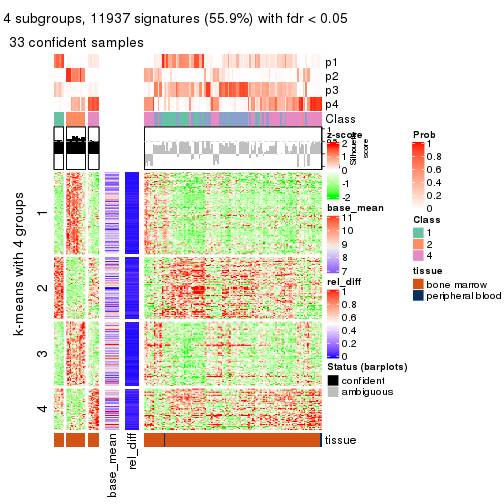 4 subgroups, 11937 signatures (55.9%) with fdr < 0.05
33 confident samples
p1
p2
p3
p4
Class
1
Silhouette
score
k-means with 4 groups
1
2
3
4
base_mean
rel_diff
tissue
z-score
2
1
0
-1
-2
base_mean
11
10
9
8
7
rel_diff
1
0.8
0.6
0.4
0.2
0
Status (barplots)
confident
ambiguous
Prob
1
0.8
0.6
0.4
0.2
0
Class
1
2
4
tissue
bone marrow
peripheral blood